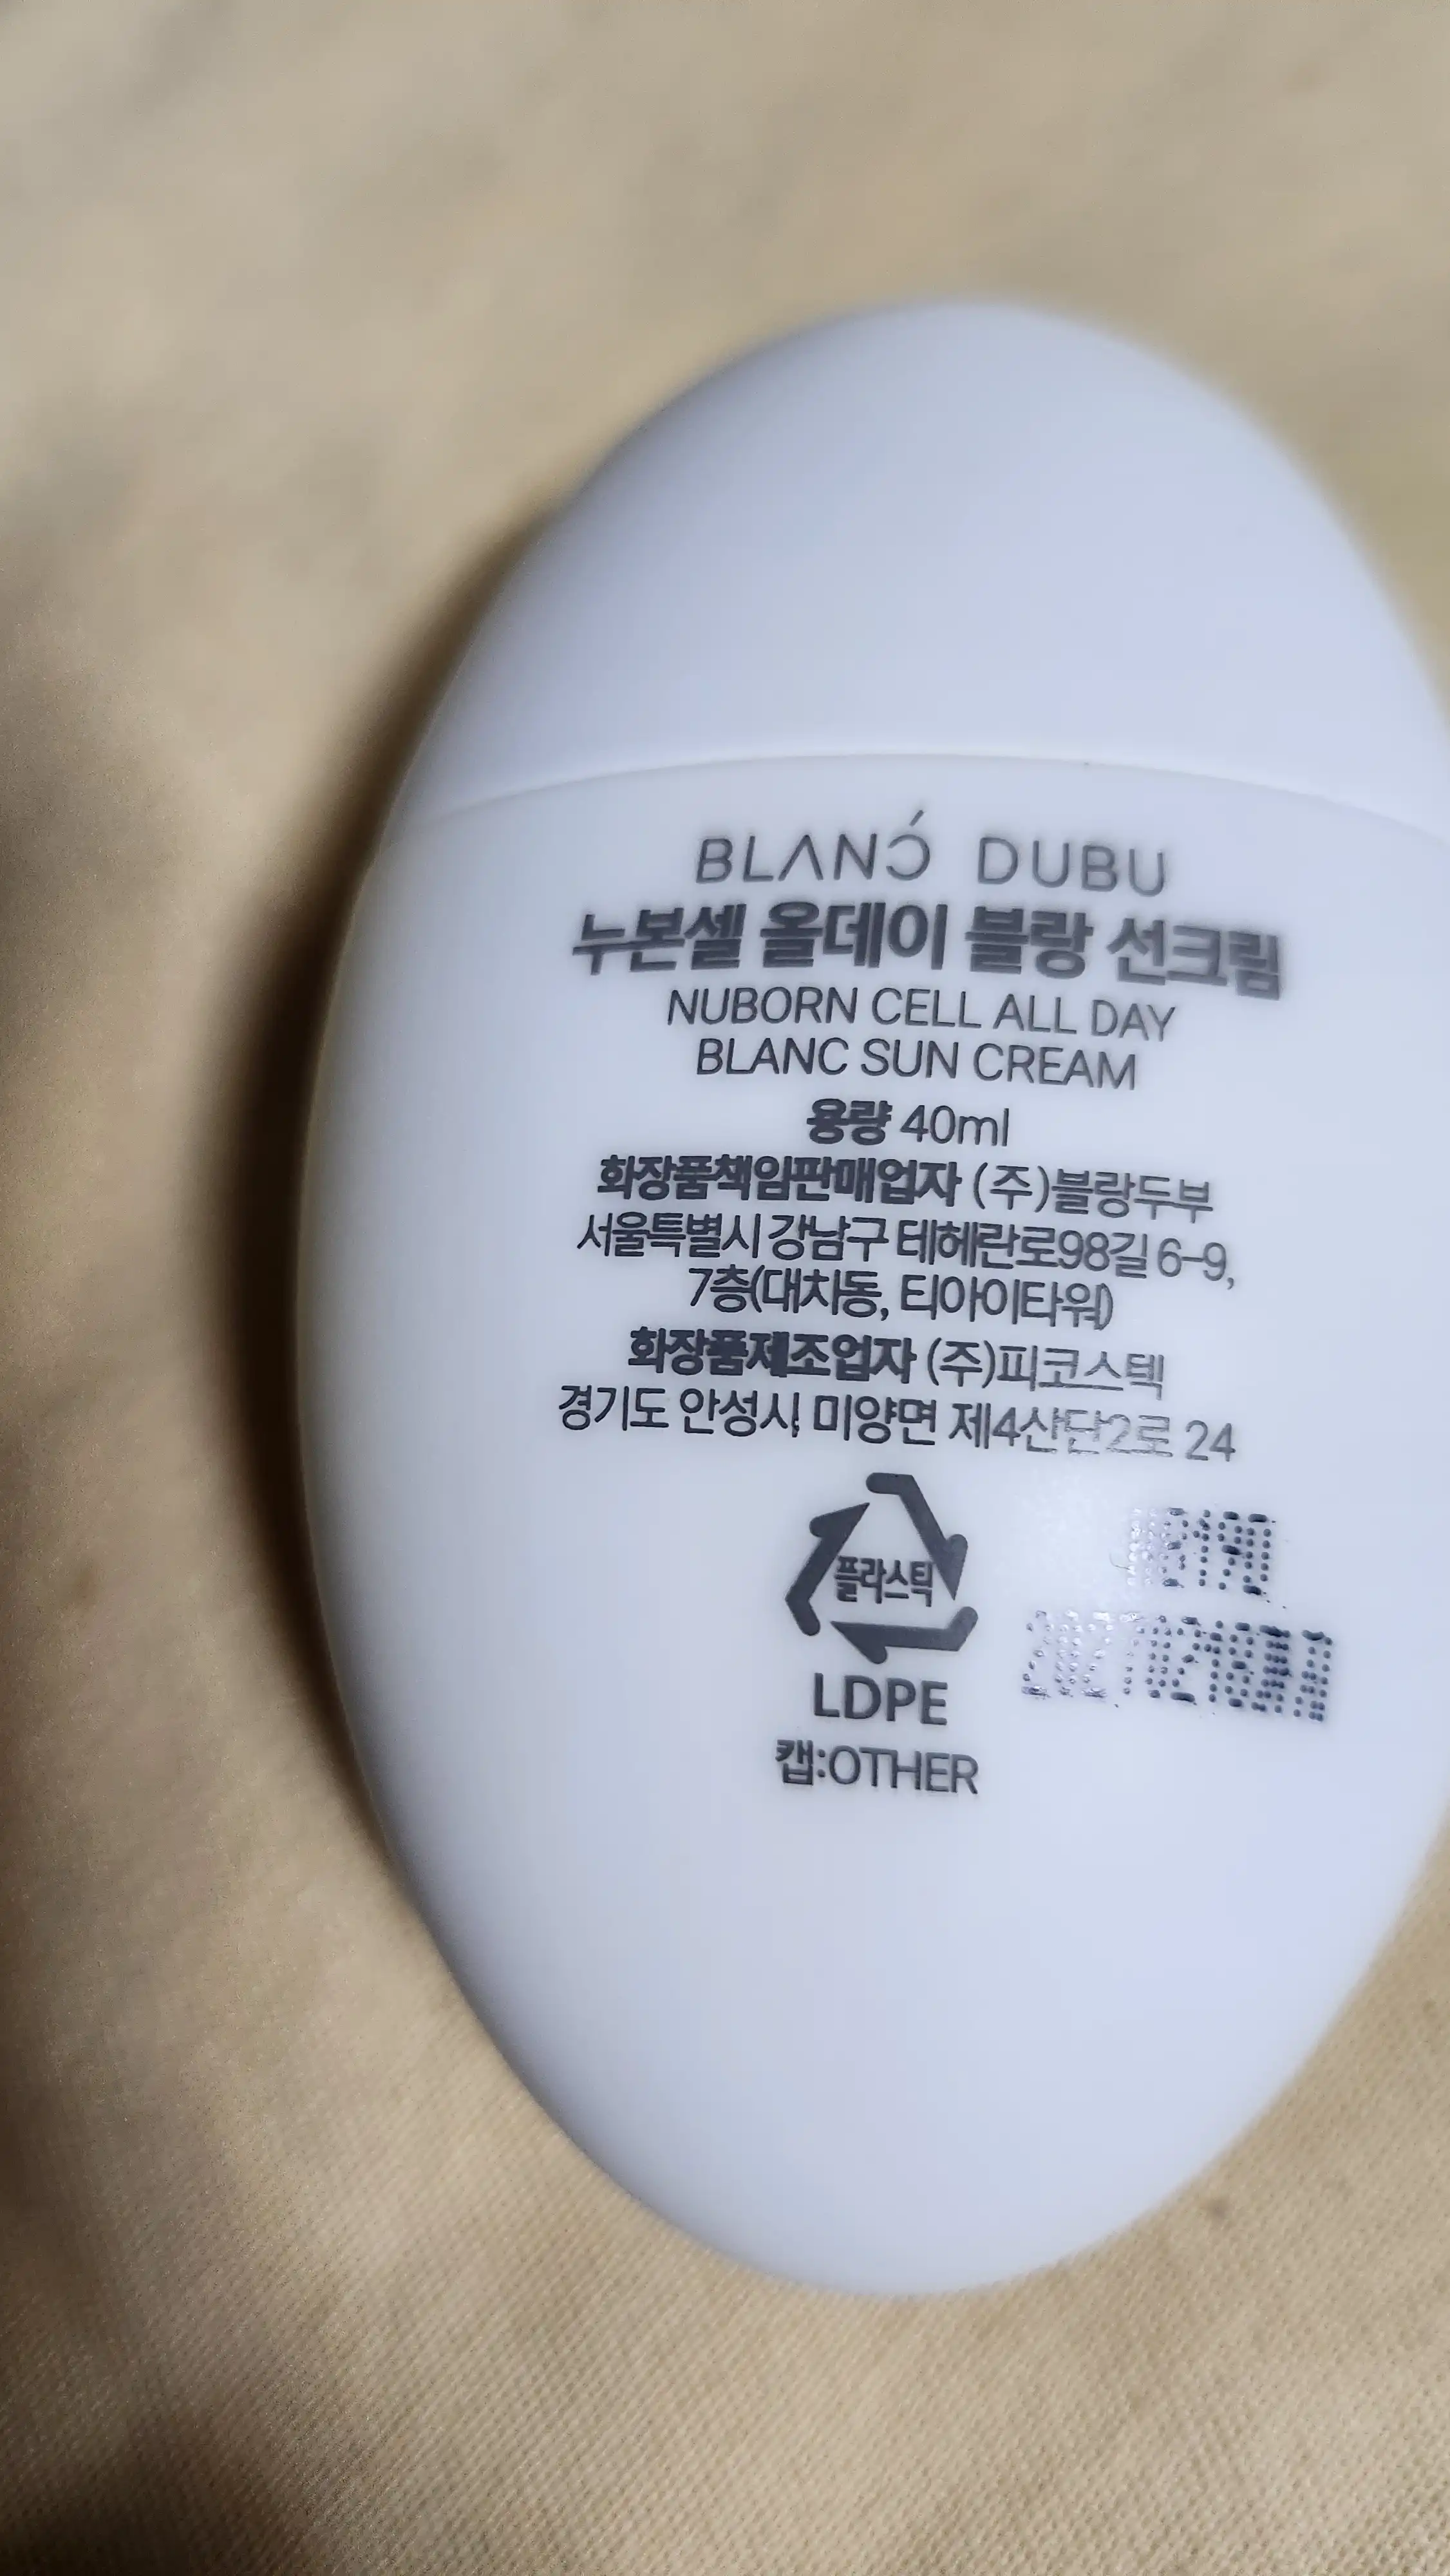 BLANĆ DUBU
누본셀 올데이 블랑 선크림
NUBORN CELL ALL DAY
BLANC SUN CREAM
용량 40ml
화장품책임판매업자 (주)블랑두부
서울특별시 강남구 테헤란로98길 6-9,
7층(대치동, 티아이타워)
화장품제조업자 (주)피코스텍
경기도 안성시 미양면 제4산단2로 24
플라스틱
LDPE
캡:OTHER